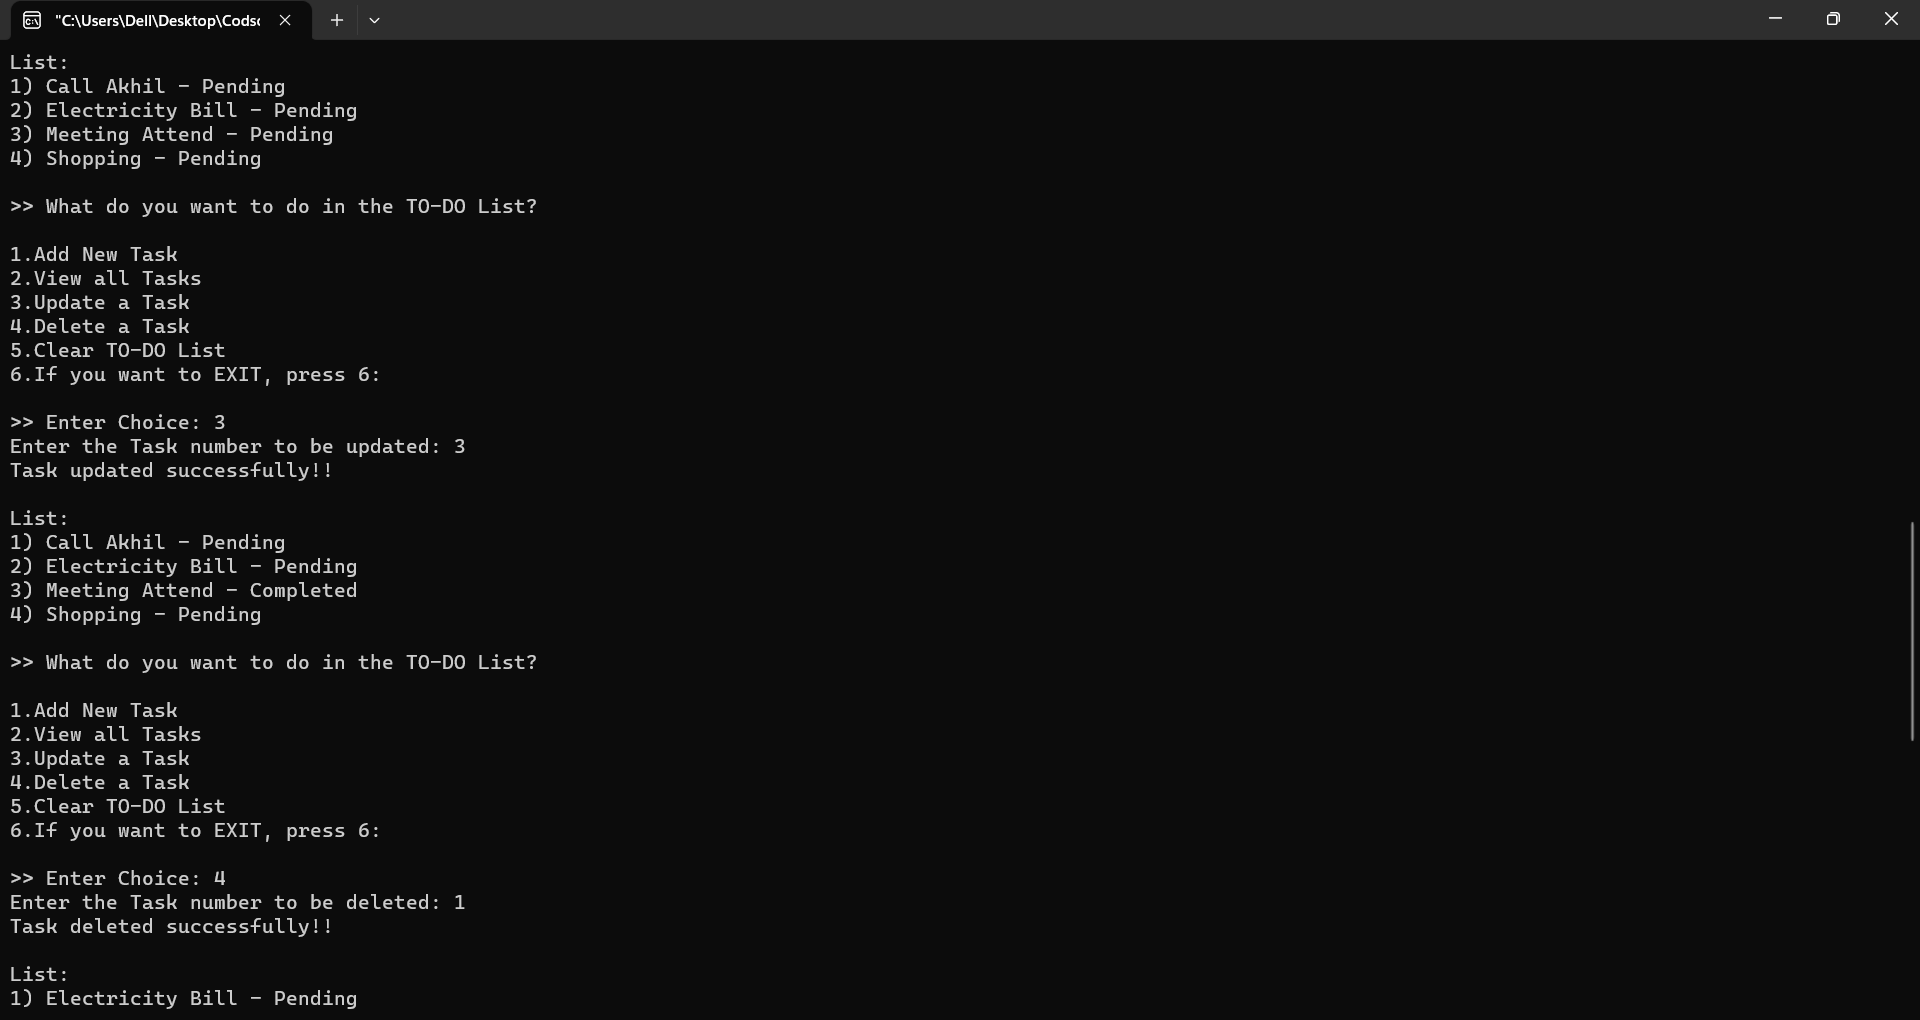 "C:\Users\Dell\Desktop\Codso
List:
1) Call Akhil - Pending
2) Electricity Bill - Pending
3) Meeting Attend - Pending
4) Shopping - Pending
>> What do you want to do in the TO-DO List?
1.Add New Task
2.View all Tasks
3.Update a Task
4.Delete a Task
5.Clear TO-DO List
6.If you want to EXIT, press 6:
>> Enter Choice: 3
Enter the Task number to be updated: 3
Task updated successfully!!
List:
1) Call Akhil - Pending
2) Electricity Bill - Pending
3) Meeting Attend - Completed
4) Shopping - Pending
>> What do you want to do in the TO-DO List?
1.Add New Task
2.View all Tasks
3.Update a Task
4.Delete a Task
5.Clear TO-DO List
6.If you want to EXIT, press 6:
>> Enter Choice: 4
Enter the Task number to be deleted: 1
Task deleted successfully!!
List:
1) Electricity Bill - Pending